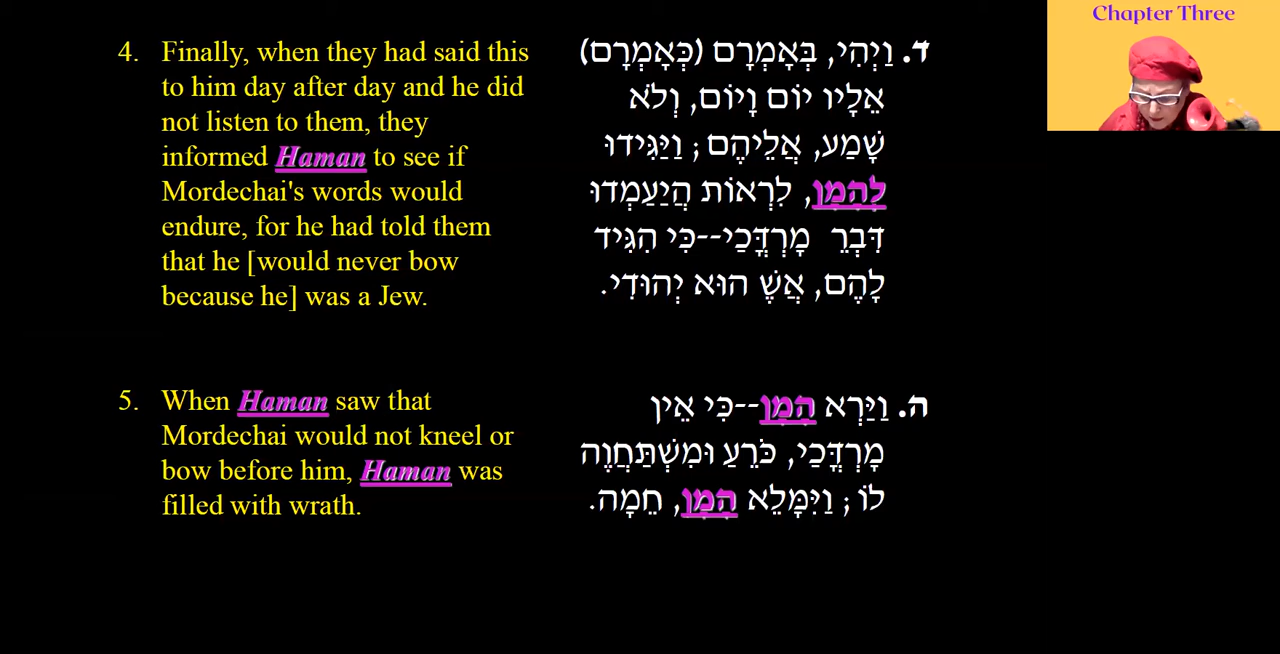 Chapter Three
4. Finally, when they had said this
to him day after day and he did
not listen to them, they
informed Haman to see if
Mordechai's words would
endure, for he had told them
that he [would never bow
because he] was a Jew.
ד. וַיְהִי, בְּאָמְרָם (כְּאָמְרָם)
אֵלָיו יוֹם וָיוֹם, וְלֹא
שָׁמַע, אֲלֵיהֶם; וַיַּגִּידוּ
לְהָמָן, לִרְאוֹת הֲיַעַמְדוּ
דִּבְרֵי מָרְדֳּכַי--כִּי הִגִּיד
לָהֶם, אֲשֶׁ הוּא יְהוּדִי.
5. When Haman saw that
Mordechai would not kneel or
bow before him, Haman was
filled with wrath.
ה. וַיַּרְא הָמָן--כִּי אֵין
מָרְדֳּכַי, כֹּרֵעַ וּמִשְׁתַּחֲוֶה
לוֹ; וַיִּמָּלֵא הָמָן, חֵמָה.